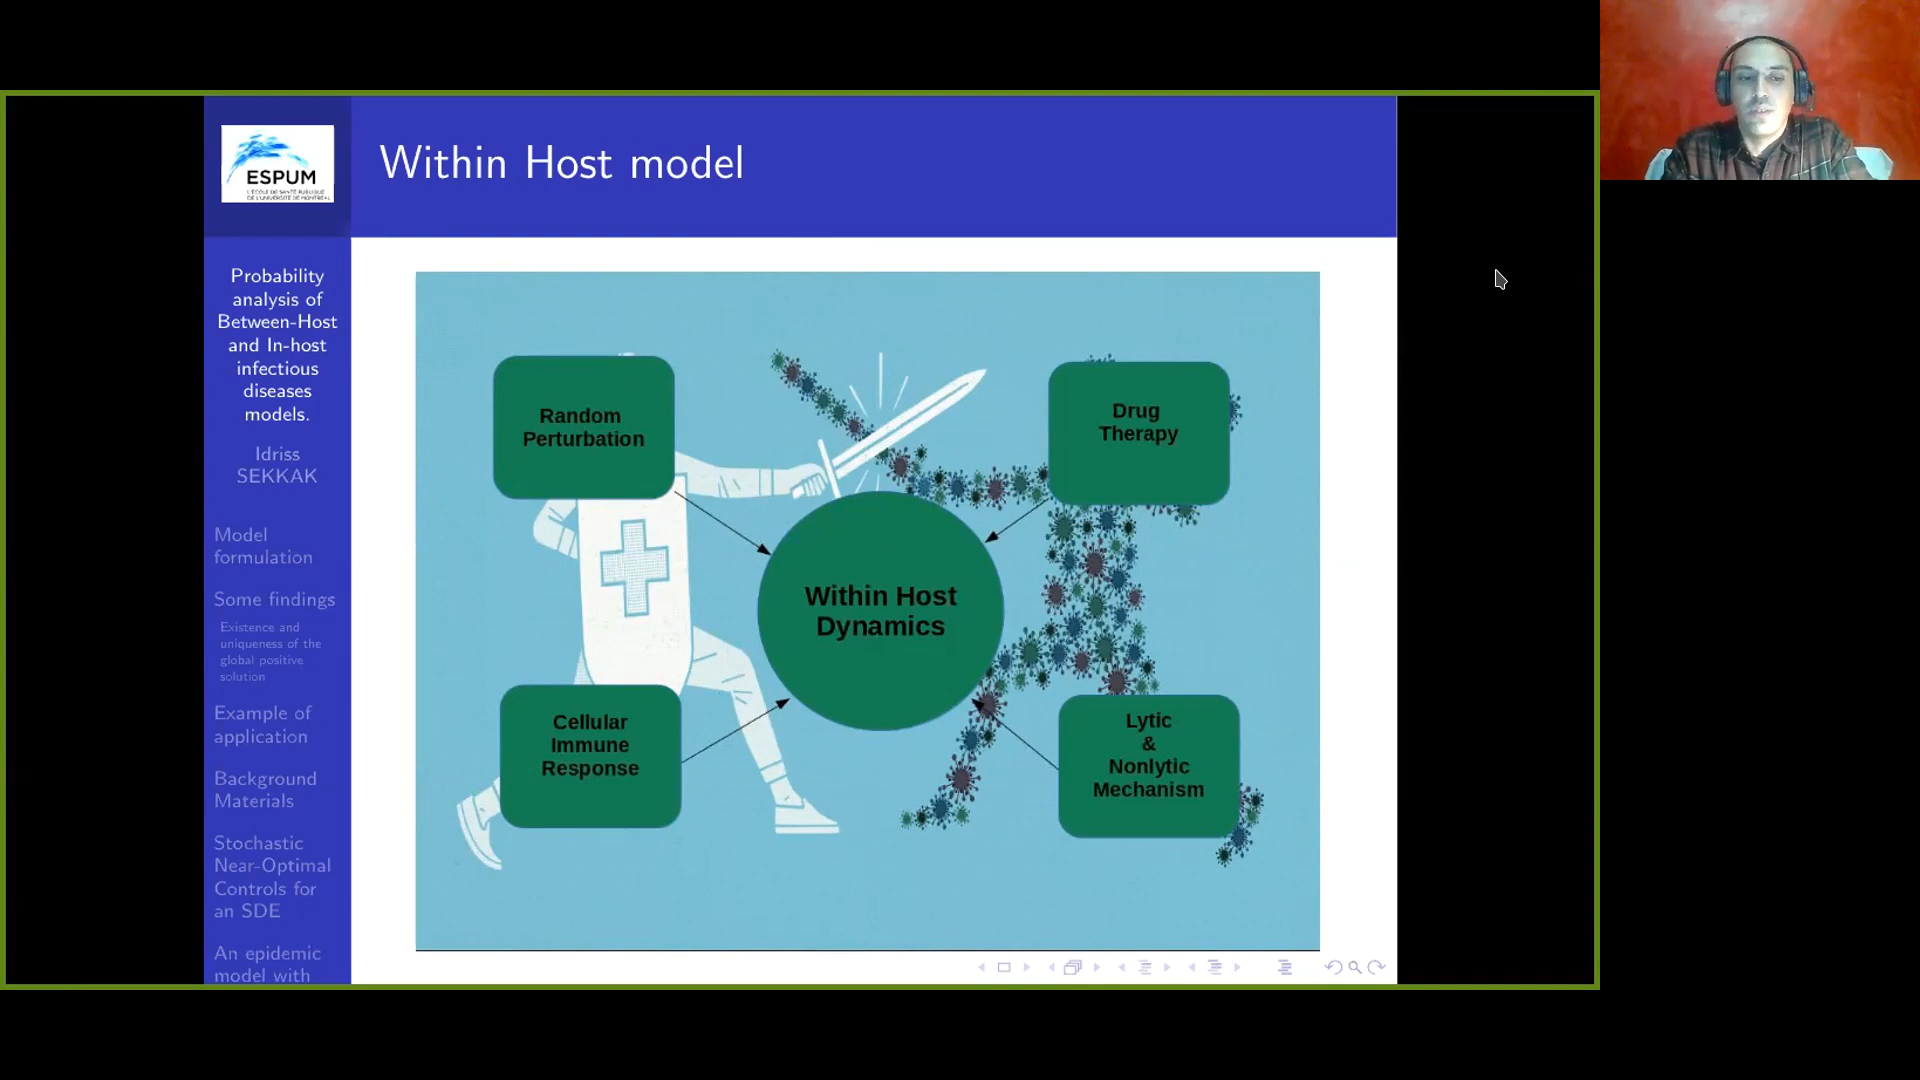 ESPUM
L'ÉCOLE DE SANTÉ PUBLIQUE
DE L'UNIVERSITÉ DE MONTRÉAL
Within Host model
Probability
analysis of
Between-Host
and In-host
infectious
diseases
models.
Idriss
SEKKAK
Model
formulation
Some findings
Existence and
uniqueness of the
global positive
solution
Example of
application
Background
Materials
Stochastic
Near-Optimal
Controls for
an SDE
An epidemic
model with
Random
Perturbation
Drug
Therapy
Within Host
Dynamics
Cellular
Immune
Response
Lytic
&
Nonlytic
Mechanism